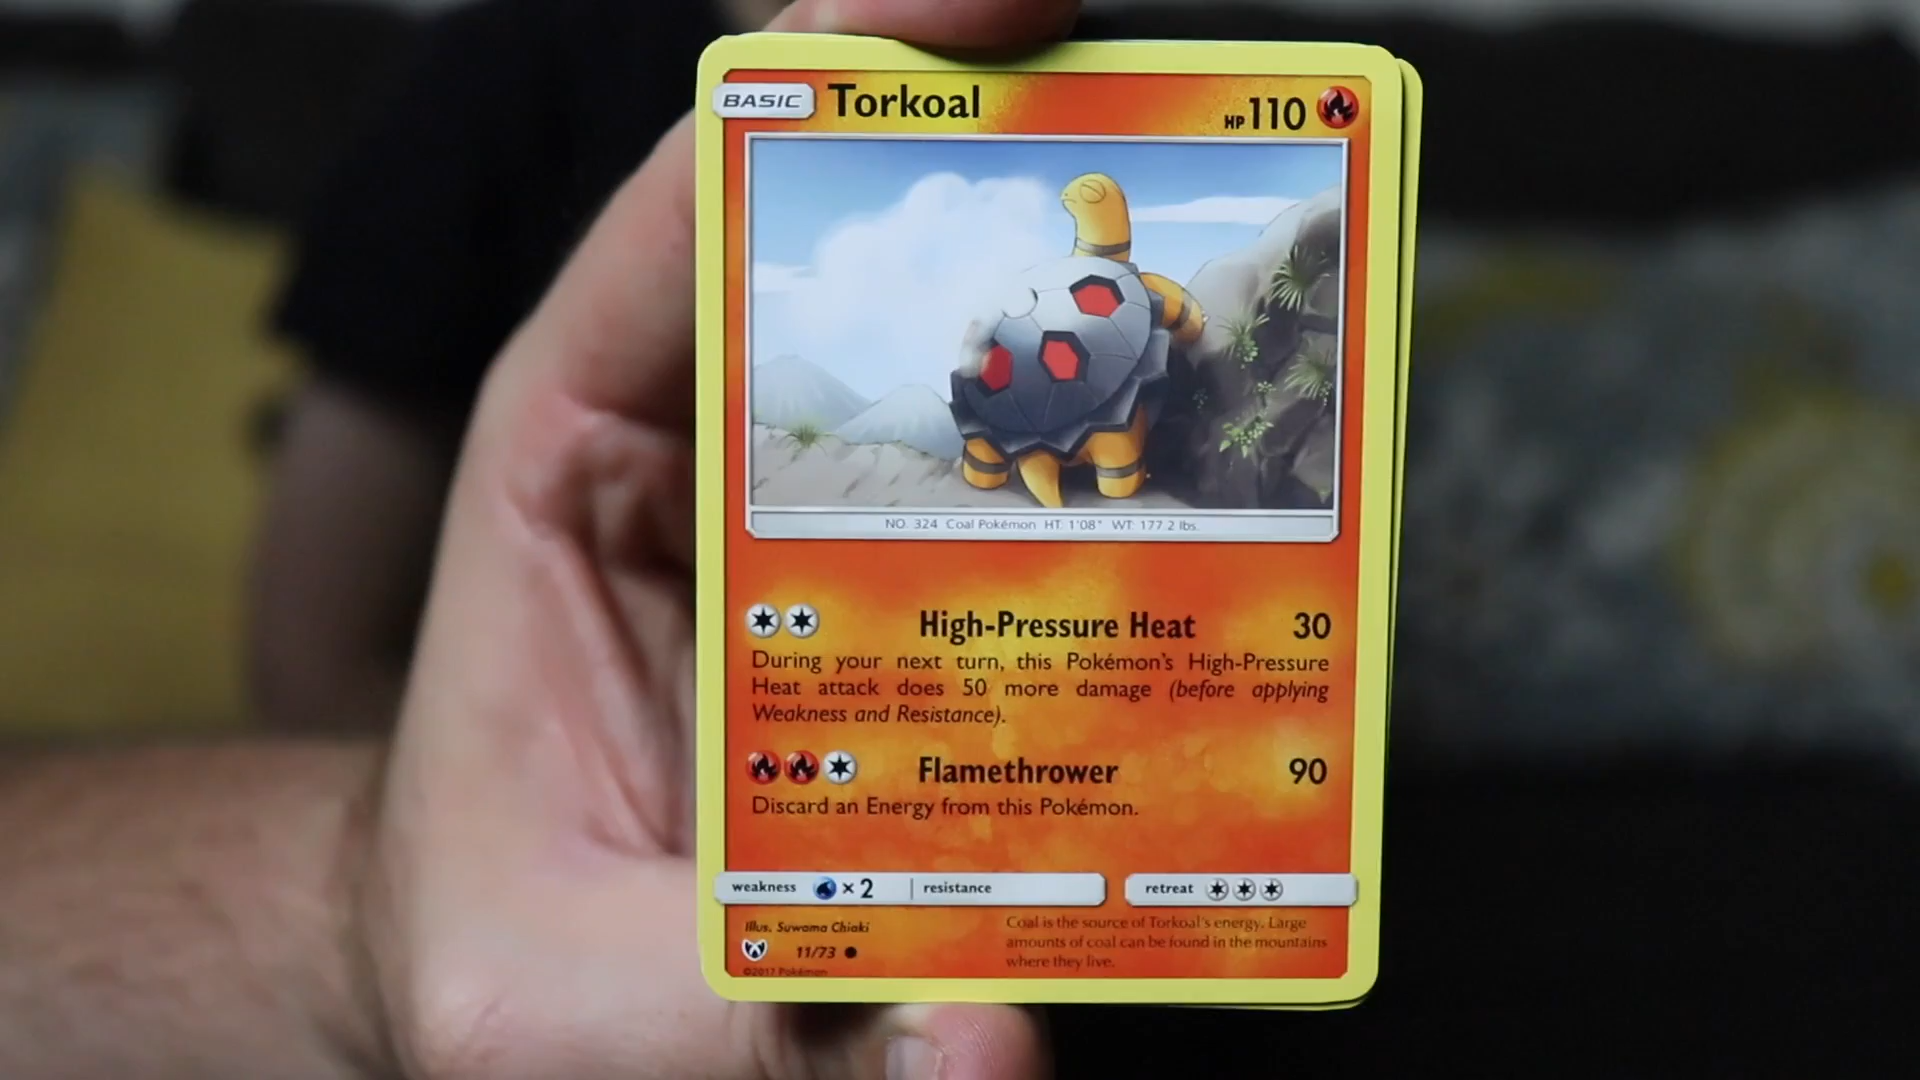 BASIC Torkoal HP 110
NO. 324 Coal Pokémon HT: 1'08" WT: 177.2 lbs.
High-Pressure Heat 30
During your next turn, this Pokémon's High-Pressure
Heat attack does 50 more damage (before applying
Weakness and Resistance).
Flamethrower 90
Discard an Energy from this Pokémon.
weakness ×2 resistance retreat
Illus. Suwama Chiaki
11/73
©2017 Pokémon
Coal is the source of Torkoal's energy. Large
amounts of coal can be found in the mountains
where they live.